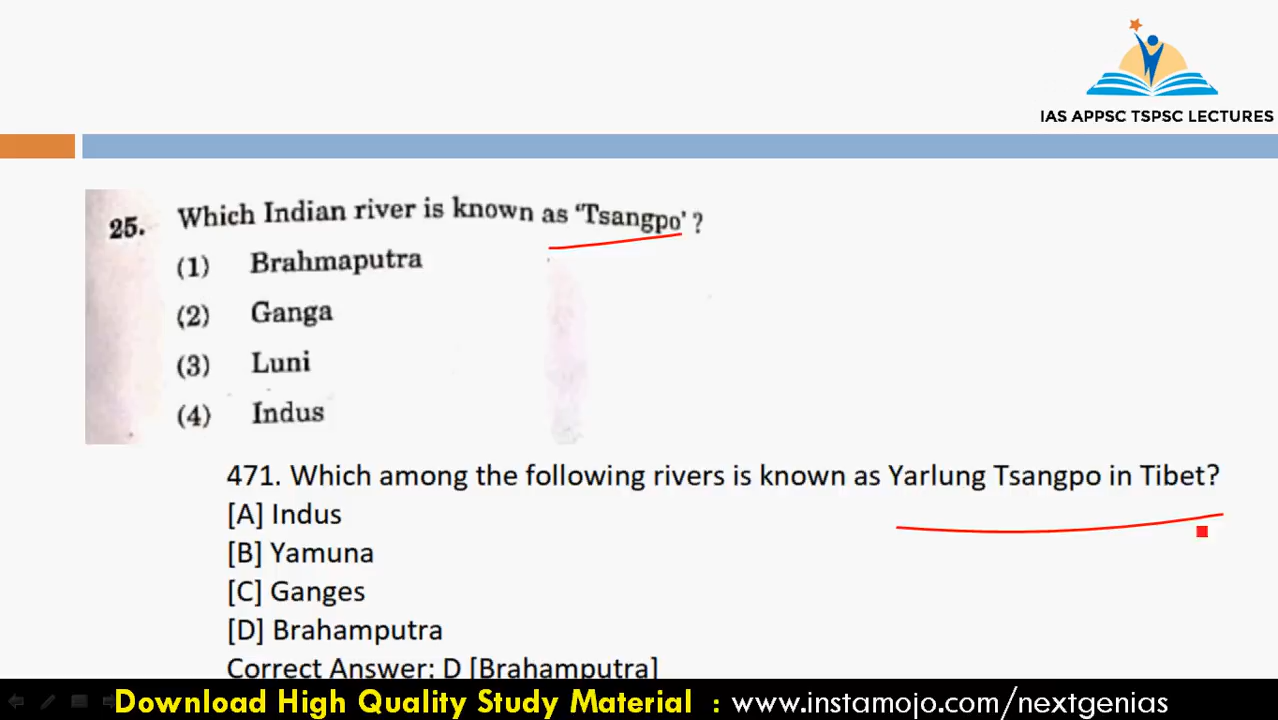 IAS APPSC TSPSC LECTURES
25. Which Indian river is known as ‘Tsangpo’ ?
(1) Brahmaputra
(2) Ganga
(3) Luni
(4) Indus
471. Which among the following rivers is known as Yarlung Tsangpo in Tibet?
[A] Indus
[B] Yamuna
[C] Ganges
[D] Brahamputra
Correct Answer: D [Brahamputra]
Download High Quality Study Material : www.instamojo.com/nextgenias